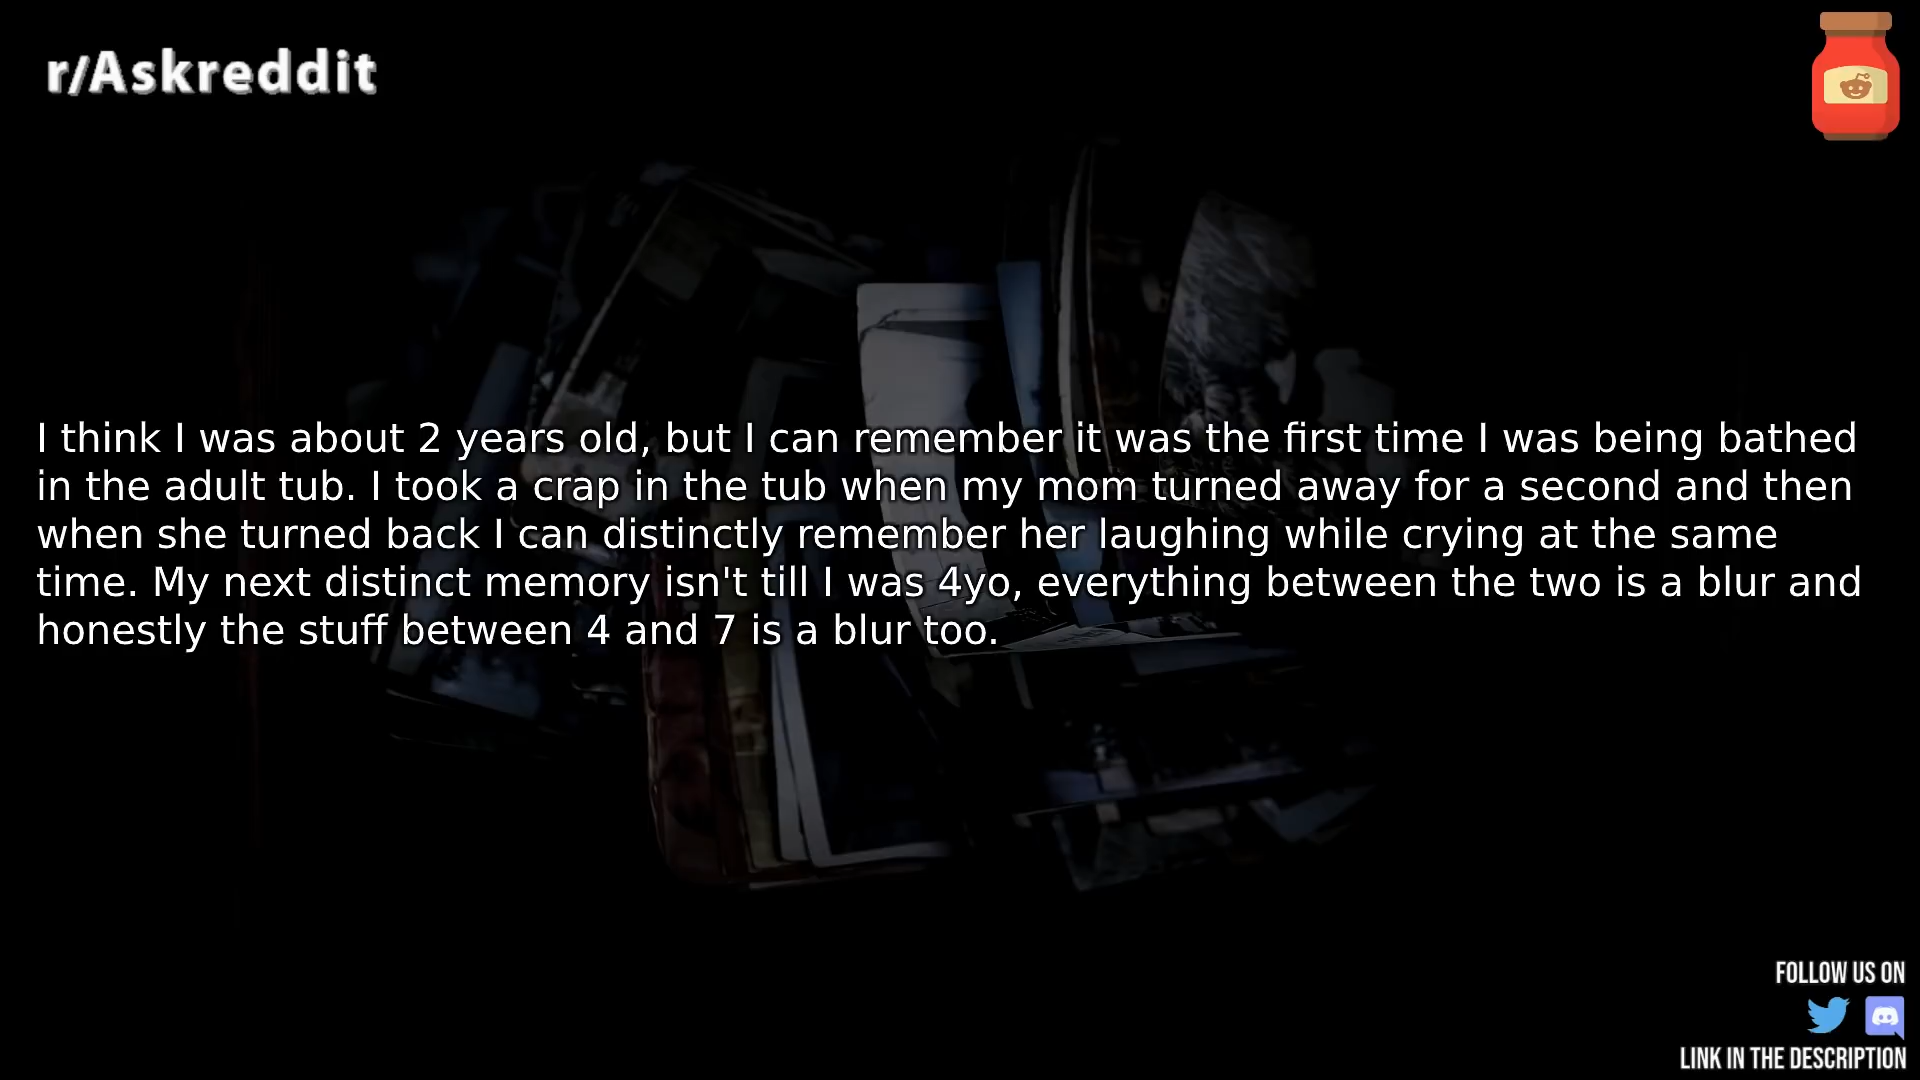 r/Askreddit
I think I was about 2 years old, but I can remember it was the first time I was being bathed
in the adult tub. I took a crap in the tub when my mom turned away for a second and then
when she turned back I can distinctly remember her laughing while crying at the same
time. My next distinct memory isn't till I was 4yo, everything between the two is a blur and
honestly the stuff between 4 and 7 is a blur too.
FOLLOW US ON
LINK IN THE DESCRIPTION